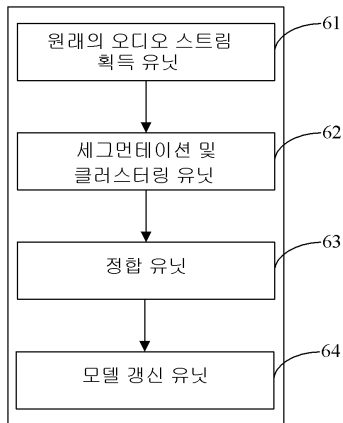 원래의 오디오 스트림
획득 유닛
61
세그먼테이션 및
클러스터링 유닛
62
정합 유닛
63
모델 갱신 유닛
64